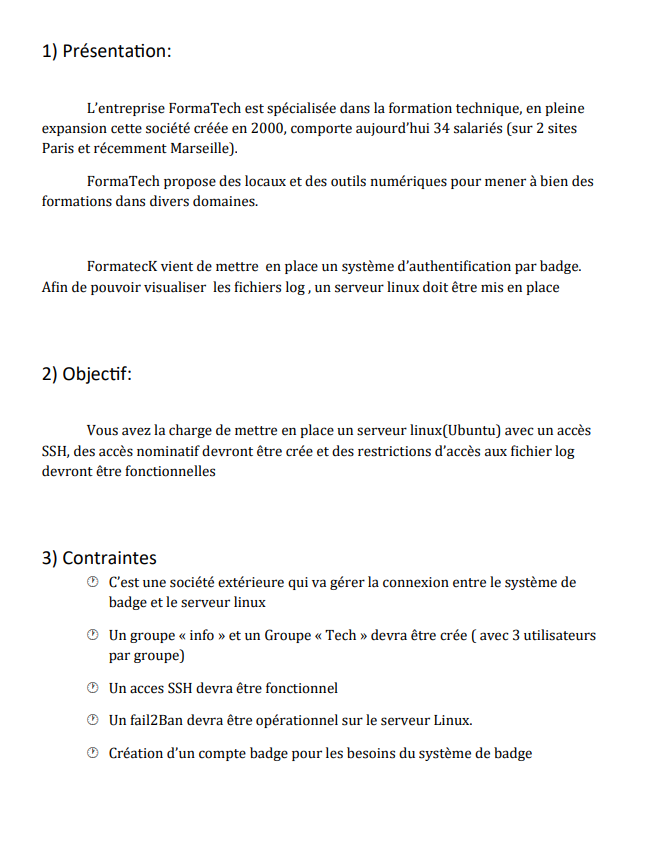 1) Présentation:
L’entreprise FormaTech est spécialisée dans la formation technique, en pleine
expansion cette société créée en 2000, comporte aujourd’hui 34 salariés (sur 2 sites
Paris et récemment Marseille).
FormaTech propose des locaux et des outils numériques pour mener à bien des
formations dans divers domaines.
FormatecK vient de mettre  en place un système d’authentification par badge.
Afin de pouvoir visualiser  les fichiers log , un serveur linux doit être mis en place
2) Objectif:
Vous avez la charge de mettre en place un serveur linux(Ubuntu) avec un accès
SSH, des accès nominatif devront être crée et des restrictions d’accès aux fichier log
devront être fonctionnelles
3) Contraintes
C’est une société extérieure qui va gérer la connexion entre le système de
badge et le serveur linux
Un groupe « info » et un Groupe « Tech » devra être crée ( avec 3 utilisateurs
par groupe)
Un acces SSH devra être fonctionnel
Un fail2Ban devra être opérationnel sur le serveur Linux.
Création d’un compte badge pour les besoins du système de badge